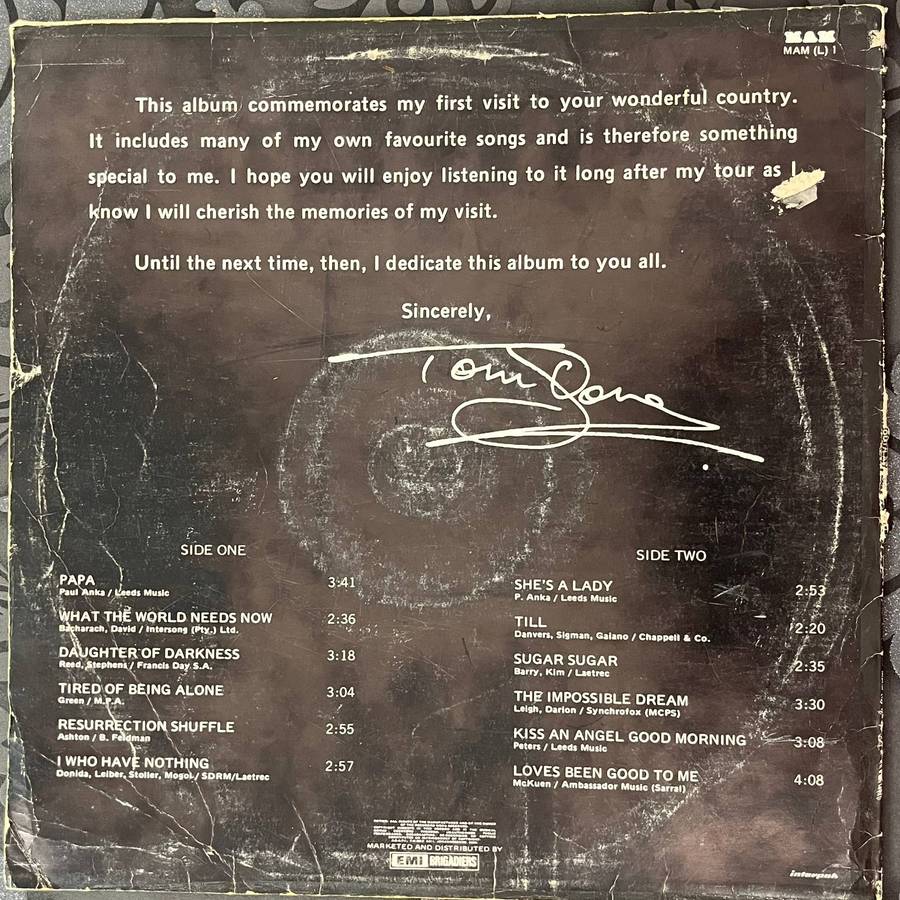 MAM
MAM (L) 1
This album commemorates my first visit to your wonderful country.
It includes many of my own favourite songs and is therefore something
special to me. I hope you will enjoy listening to it long after my tour as I
know I will cherish the memories of my visit.
Until the next time, then, I dedicate this album to you all.
Sincerely,
Tom Jones
SIDE ONE
PAPA 3:41
Paul Anka / Leeds Music
WHAT THE WORLD NEEDS NOW 2:36
Bacharach, David / Intersong (Pty.) Ltd.
DAUGHTER OF DARKNESS 3:18
Reed, Stephens / Francis Day S.A.
TIRED OF BEING ALONE 3:04
Green / M.P.A.
RESURRECTION SHUFFLE 2:55
Ashton / B. Feldman
I WHO HAVE NOTHING 2:57
Donida, Leiber, Stoller, Mogol / SDRM/Laetrec
SIDE TWO
SHE'S A LADY 2:53
P. Anka / Leeds Music
TILL 2:20
Danvers, Sigman, Galano / Chappell & Co.
SUGAR SUGAR 2:35
Barry, Kim / Laetrec
THE IMPOSSIBLE DREAM 3:30
Leigh, Darion / Synchrofox (MCPS)
KISS AN ANGEL GOOD MORNING 3:08
Peters / Leeds Music
LOVES BEEN GOOD TO ME 4:08
McKuen / Ambassador Music (Sarral)
MARKETED AND DISTRIBUTED BY
EMI BRIGADIERS
interpak